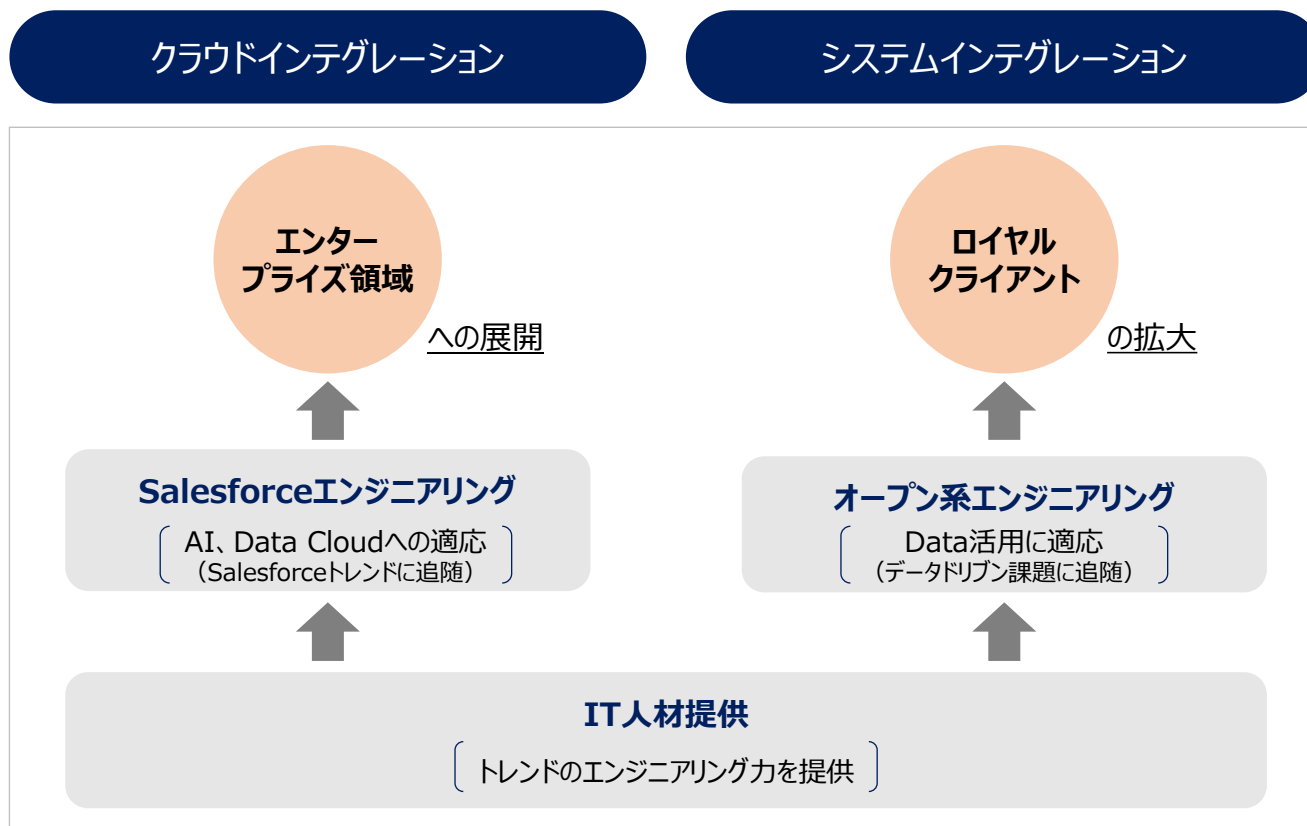 クラウドインテグレーション
システムインテグレーション
エンター
プライズ領域
への展開
ロイヤル
クライアント
の拡大
Salesforceエンジニアリング
AI、Data Cloudへの適応
（Salesforceトレンドに追随）
オープン系エンジニアリング
Data活用に適応
（データドリブン課題に追随）
IT人材提供
トレンドのエンジニアリング力を提供